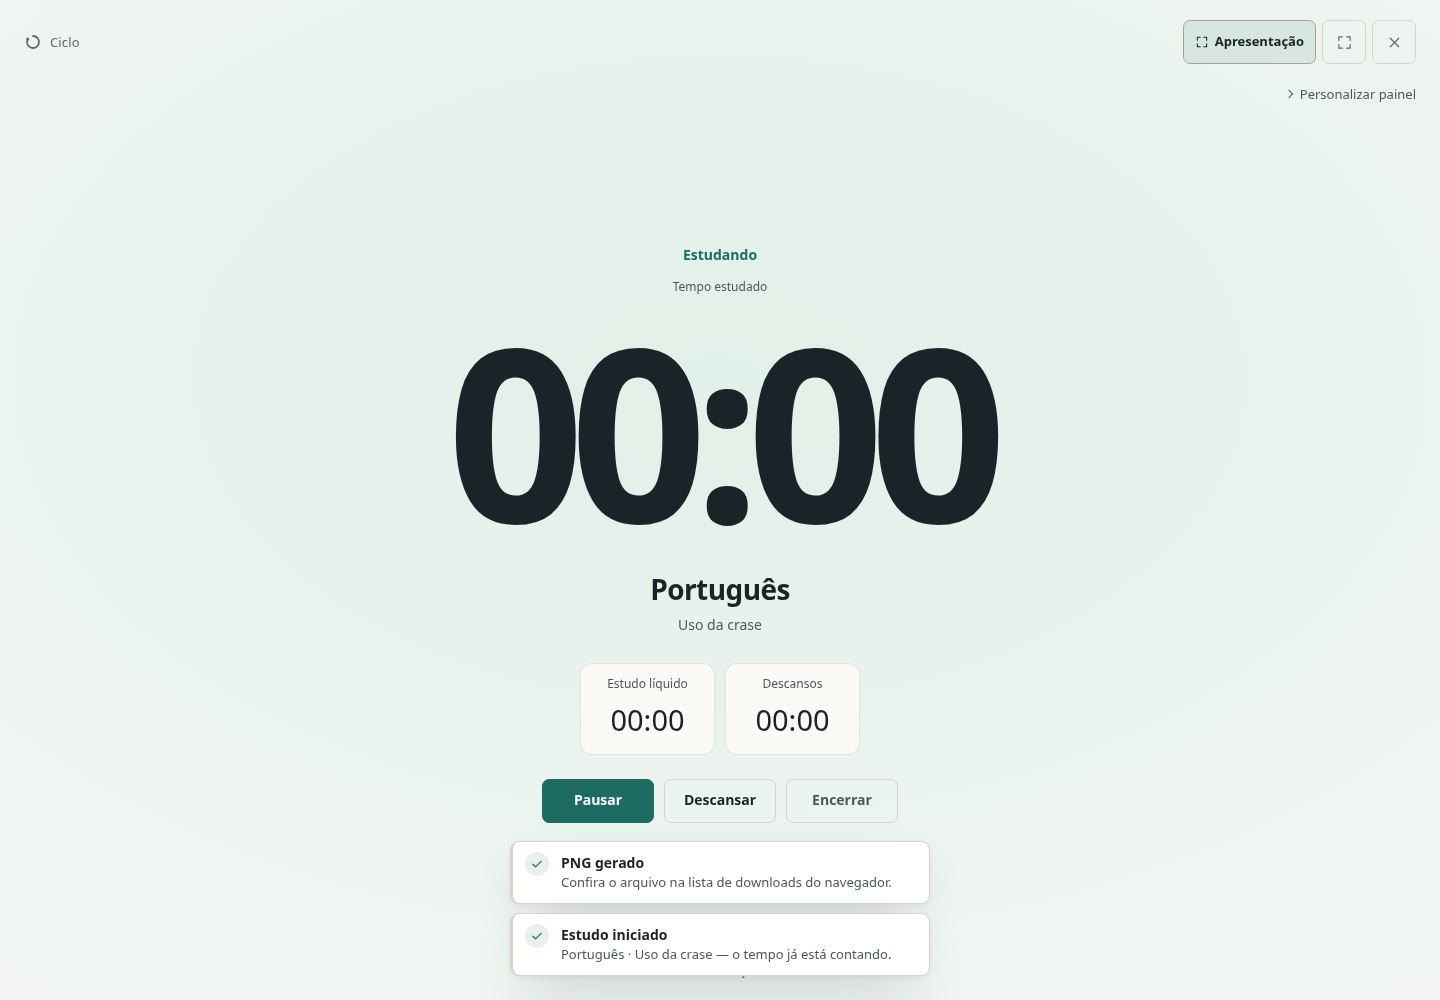 Ciclo
Apresentação
Personalizar painel
Estudando
Tempo estudado
00:00
Português
Uso da crase
Estudo líquido
Descansos
00:00
00:00
Pausar
Descansar
Encerrar
PNG gerado
Confira o arquivo na lista de downloads do navegador.
Estudo iniciado
Português · Uso da crase — o tempo já está contando.